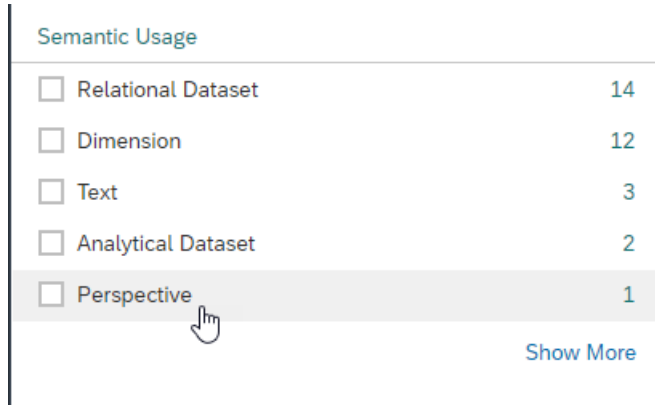 Semantic Usage
Relational Dataset 14
Dimension 12
Text 3
Analytical Dataset 2
Perspective 1
Show More